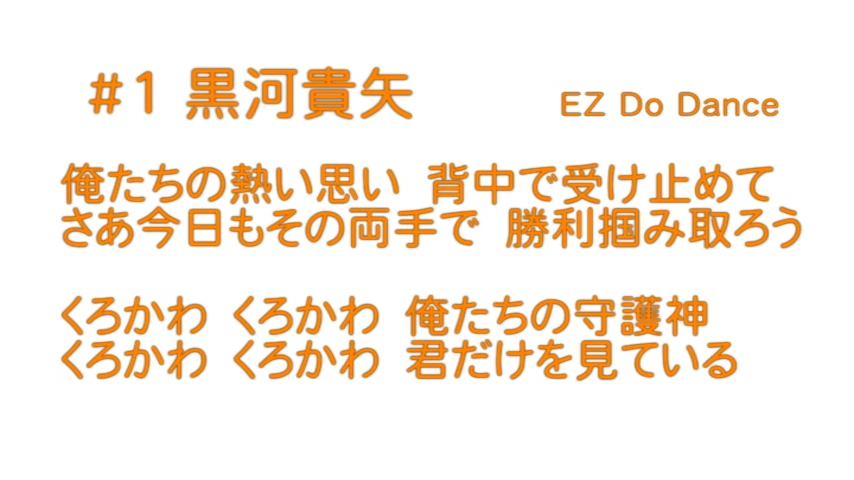 #1 黒河貴矢 EZ Do Dance
俺たちの熱い思い 背中で受け止めて
さあ今日もその両手で 勝利掴み取ろう
くろかわ くろかわ 俺たちの守護神
くろかわ くろかわ 君だけを見ている